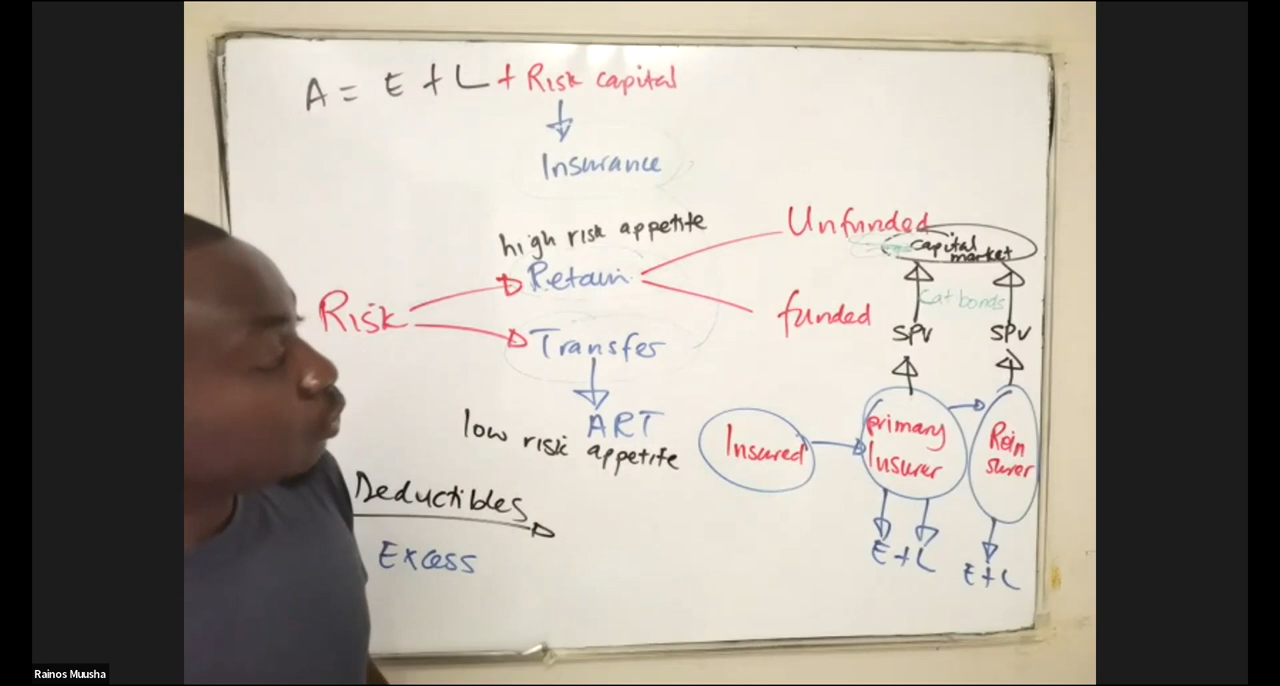 A = E + L + Risk capital
Insurance
high risk appetite
Risk
Retain
Transfer
ART
low risk appetite
Unfunded
funded
Deductibles
Excess
capital
market
Cat bonds
SPV
SPV
Insured
primary
Insurer
Rein
surer
E + L
E + L
Rainos Muusha